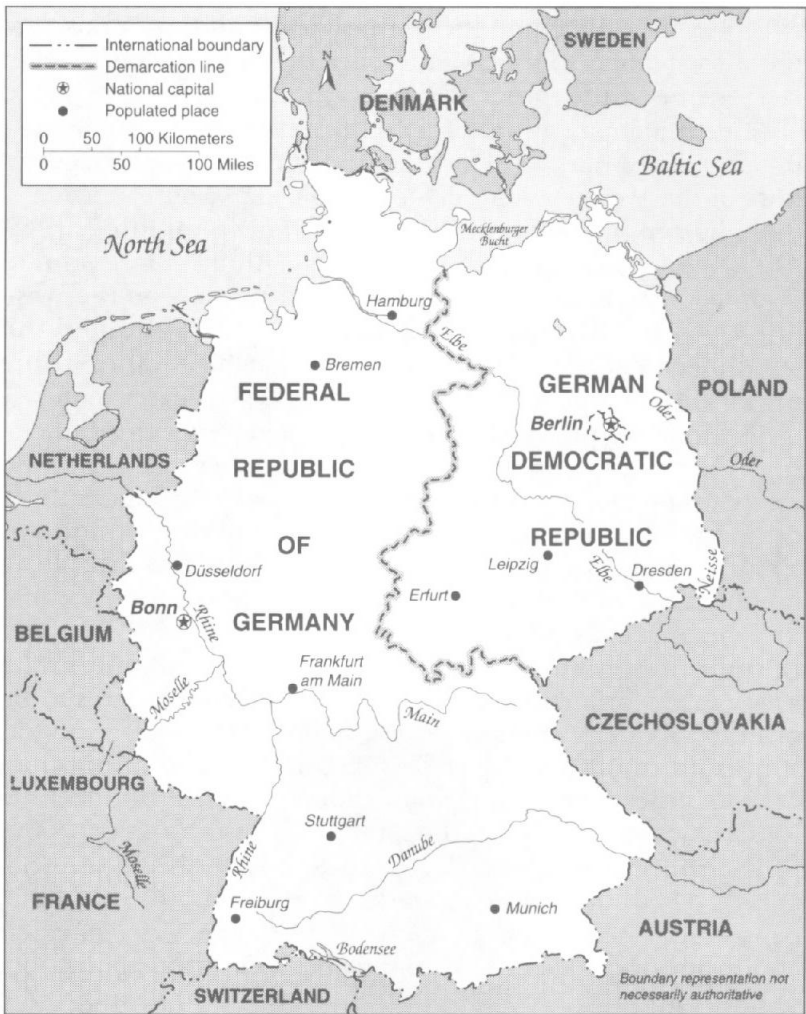 International boundary
Demarcation line
National capital
Populated place
0 50 100 Kilometers
0 50 100 Miles
N
SWEDEN
DENMARK
Baltic Sea
North Sea
Mecklenburger
Bucht
Hamburg
Elbe
Bremen
FEDERAL
REPUBLIC
OF
GERMANY
GERMAN
DEMOCRATIC
REPUBLIC
Berlin
Oder
POLAND
Oder
NETHERLANDS
Düsseldorf
Leipzig
Elbe
Dresden
Neisse
Erfurt
Bonn
Rhine
BELGIUM
Frankfurt
am Main
Moselle
Main
CZECHOSLOVAKIA
LUXEMBOURG
Moselle
Stuttgart
Rhine
Danube
FRANCE
Freiburg
Munich
AUSTRIA
Bodensee
SWITZERLAND
Boundary representation not
necessarily authoritative